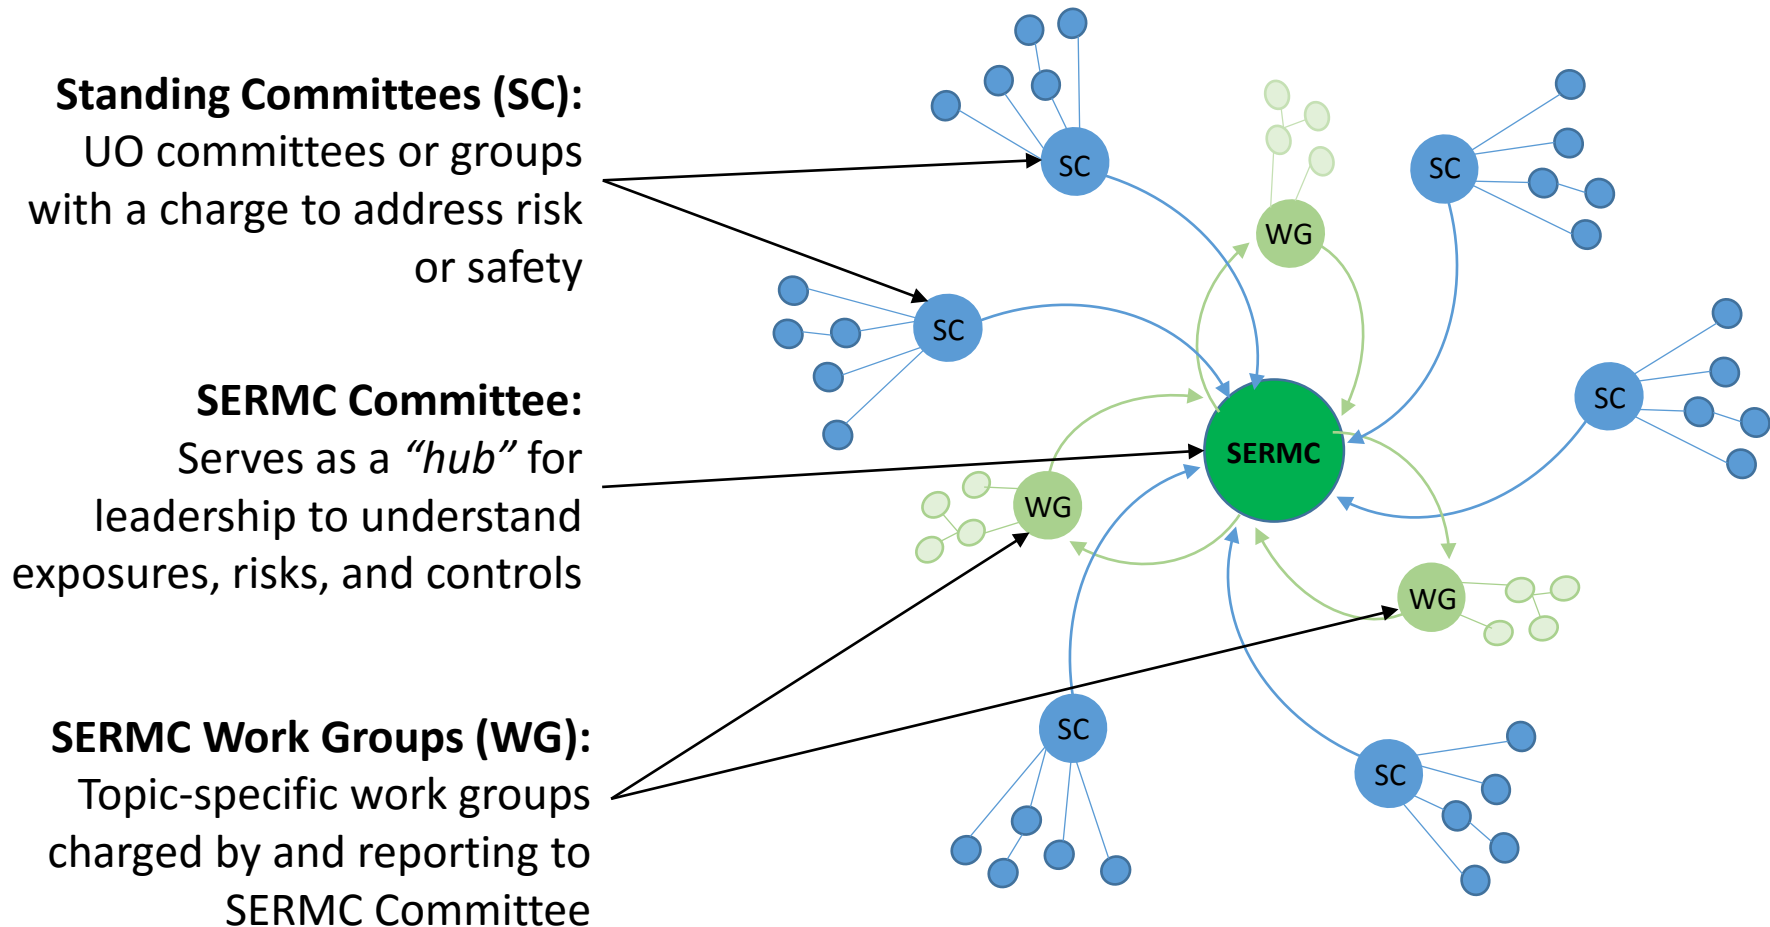 Standing Committees (SC):
UO committees or groups
with a charge to address risk
or safety
SERMC Committee:
Serves as a “hub” for
leadership to understand
exposures, risks, and controls
SERMC Work Groups (WG):
Topic-specific work groups
charged by and reporting to
SERMC Committee
SC
SC
WG
SC
SC
SERMC
WG
WG
SC
SC